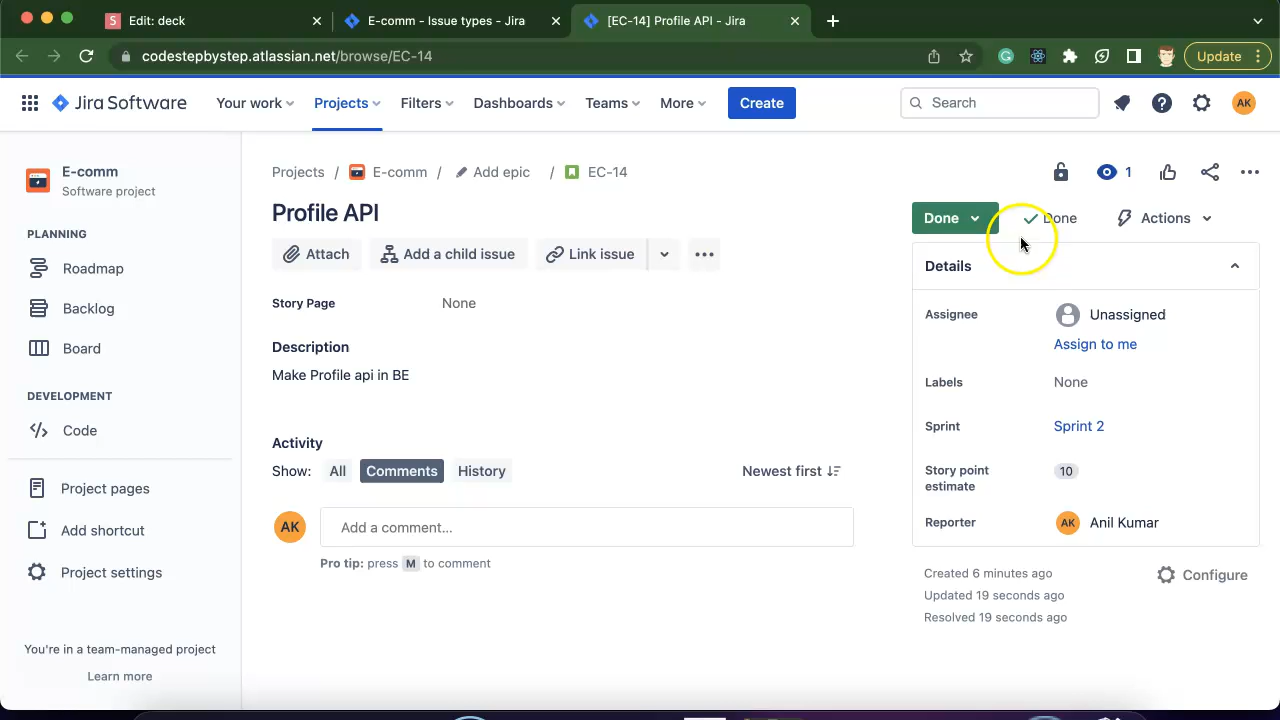 S Edit: deck
E-comm - Issue types - Jira
[EC-14] Profile API - Jira
codestepbystep.atlassian.net/browse/EC-14
Update
Jira Software
Your work
Projects
Filters
Dashboards
Teams
More
Create
Search
AK
E-comm
Software project
PLANNING
Roadmap
Backlog
Board
DEVELOPMENT
Code
Project pages
Add shortcut
Project settings
You're in a team-managed project
Learn more
Projects / E-comm / Add epic / EC-14
1
Profile API
Attach
Add a child issue
Link issue
Story Page None
Description
Make Profile api in BE
Activity
Show: All Comments History
Newest first
AK Add a comment...
Pro tip: press M to comment
Done
Done
Actions
Details
Assignee Unassigned
Assign to me
Labels None
Sprint Sprint 2
Story point
estimate
10
Reporter AK Anil Kumar
Created 6 minutes ago
Configure
Updated 19 seconds ago
Resolved 19 seconds ago